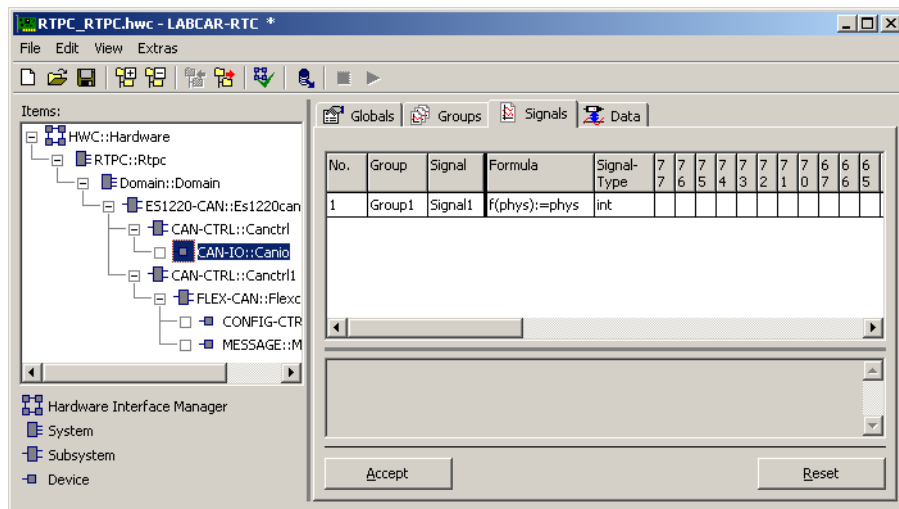 RTPC_RTPC.hwc - LABCAR-RTC *
File Edit View Extras
Items:
HWC::Hardware
RTPC::Rtpc
Domain::Domain
ES1220-CAN::Es1220can
CAN-CTRL::Canctrl
CAN-IO::Canio
CAN-CTRL::Canctrl1
FLEX-CAN::Flexc
CONFIG-CTR
MESSAGE::M
Hardware Interface Manager
System
Subsystem
Device
Globals Groups Signals Data
No. Group Signal Formula Signal- 7 7 7 7 7 7 7 7 6 6 6
Type 7 6 5 4 3 2 1 0 7 6 5
1 Group1 Signal1 f(phys):=phys int
Accept Reset